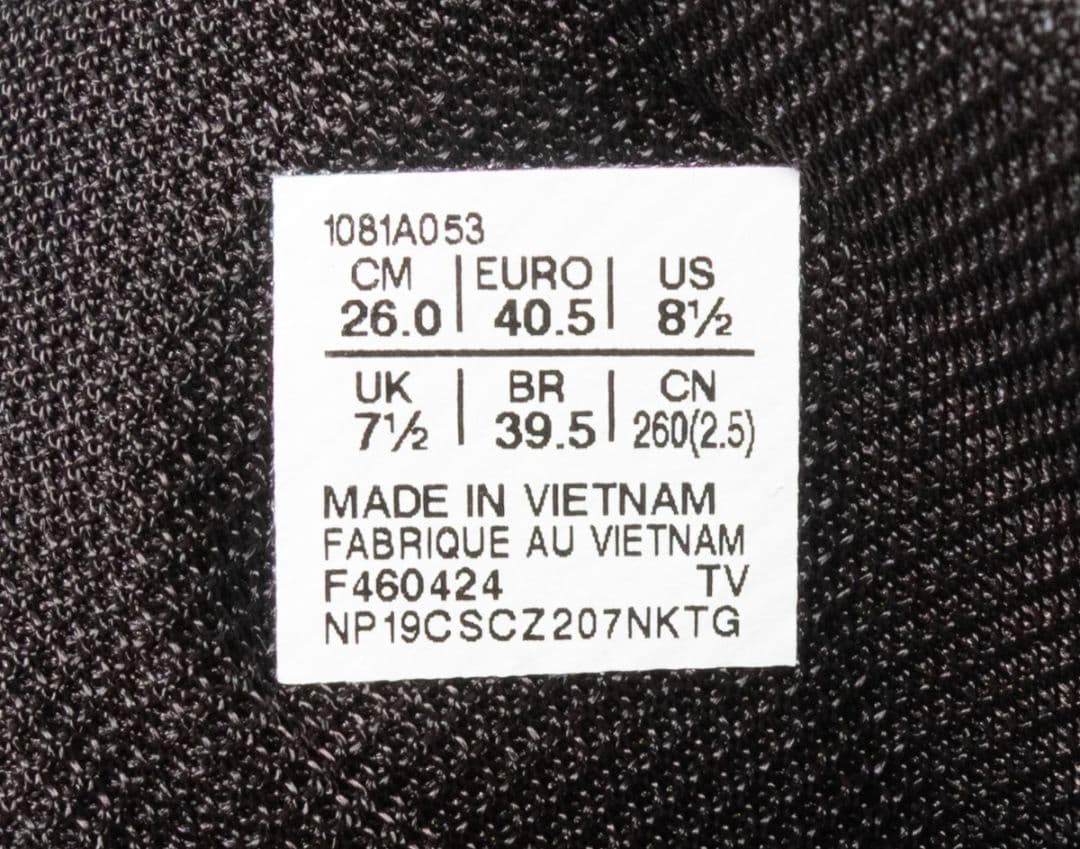 1081A053
CM | EURO | US
26.0 | 40.5 | 8½
UK | BR | CN
7½ | 39.5 | 260(2.5)
MADE IN VIETNAM
FABRIQUE AU VIETNAM
F460424 TV
NP19CSCZ207NKTG